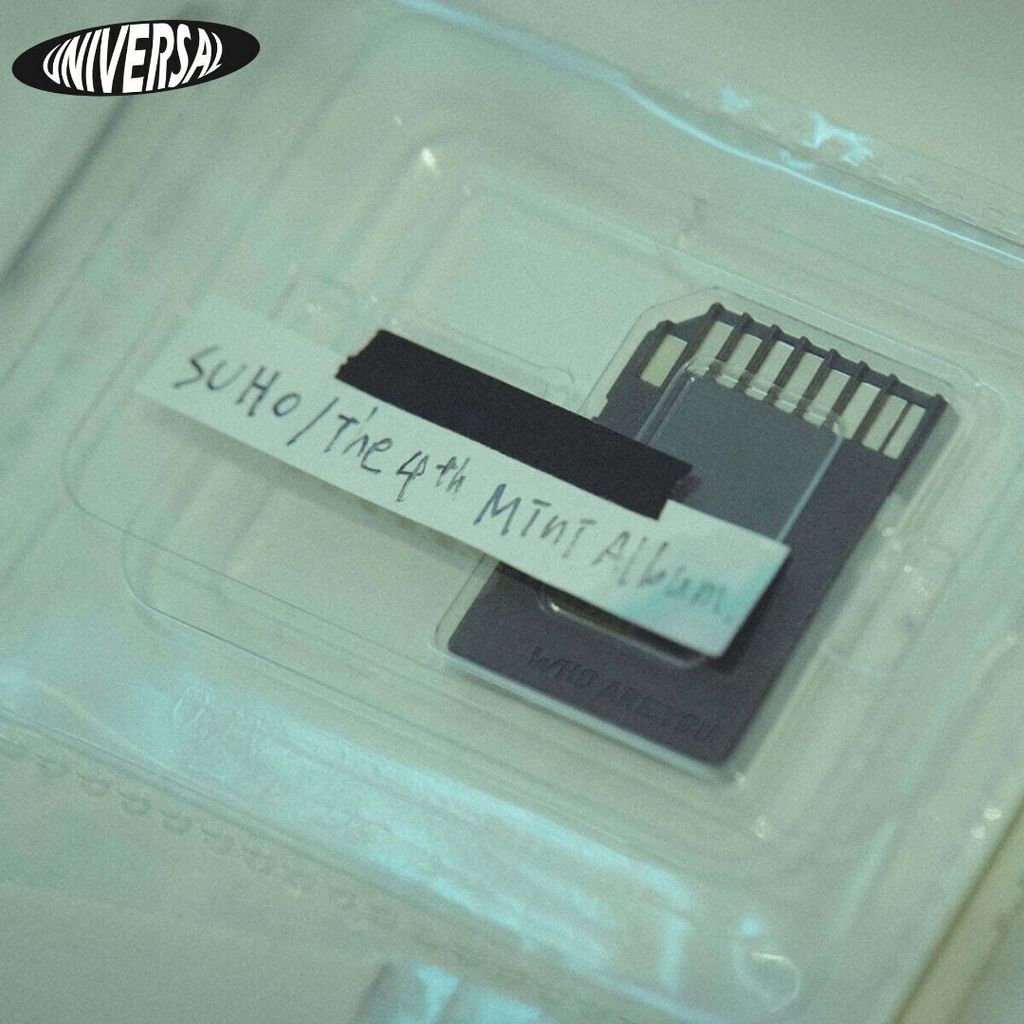 UNIVERSAL
SUHO/The 4th Mini Album.
WHO ARE YOU